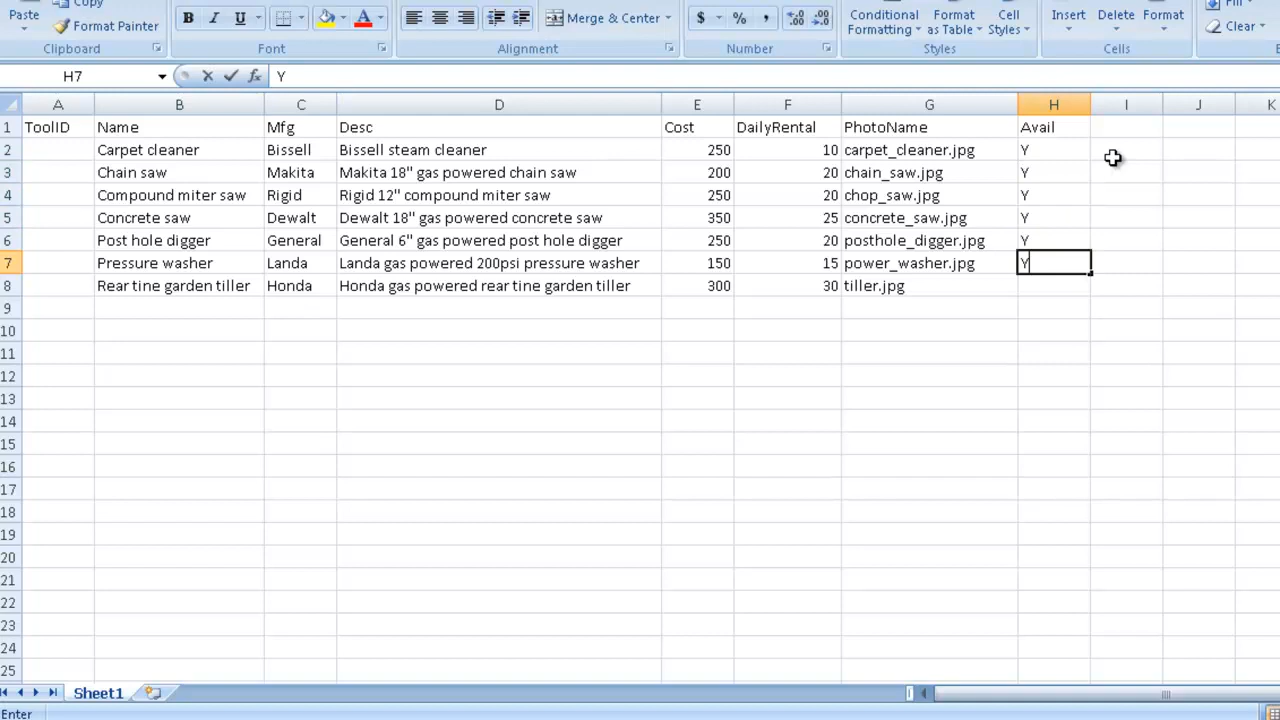 Paste Copy
Format Painter
B I U A Merge & Center $ % , Conditional Formatting Format as Table Cell Styles Insert Delete Format Clear
Clipboard Font Alignment Number Styles Cells
H7 fx Y
A B C D E F G H I J K
1 ToolID Name Mfg Desc Cost DailyRental PhotoName Avail
2 Carpet cleaner Bissell Bissell steam cleaner 250 10 carpet_cleaner.jpg Y
3 Chain saw Makita Makita 18" gas powered chain saw 200 20 chain_saw.jpg Y
4 Compound miter saw Rigid Rigid 12" compound miter saw 250 20 chop_saw.jpg Y
5 Concrete saw Dewalt Dewalt 18" gas powered concrete saw 350 25 concrete_saw.jpg Y
6 Post hole digger General General 6" gas powered post hole digger 250 20 posthole_digger.jpg Y
7 Pressure washer Landa Landa gas powered 200psi pressure washer 150 15 power_washer.jpg Y
8 Rear tine garden tiller Honda Honda gas powered rear tine garden tiller 300 30 tiller.jpg
9
10
11
12
13
14
15
16
17
18
19
20
21
22
23
24
25
Sheet1
Enter